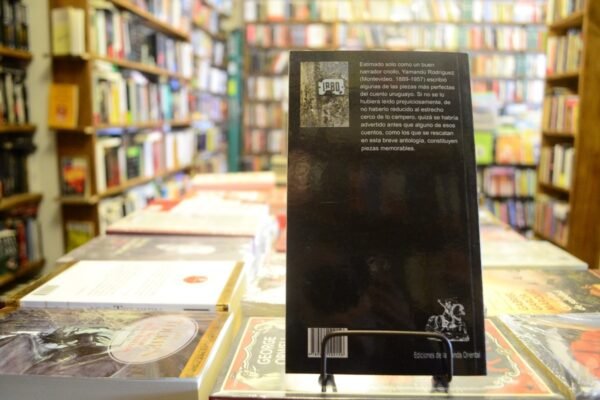 1980
Estimado solo como un buen
narrador criollo, Yamandú Rodríguez
(Montevideo, 1889-1957) escribió
algunas de las piezas más perfectas
del cuento uruguayo. Si no se lo
hubiera leído prejuiciosamente, de
no haberlo reducido al estrecho
cerco de lo campero, quizá se habría
advertido antes que alguno de esos
cuentos, como los que se rescatan
en esta breve antología, constituyen
piezas memorables.
Ediciones de la Banda Oriental
GEORGE